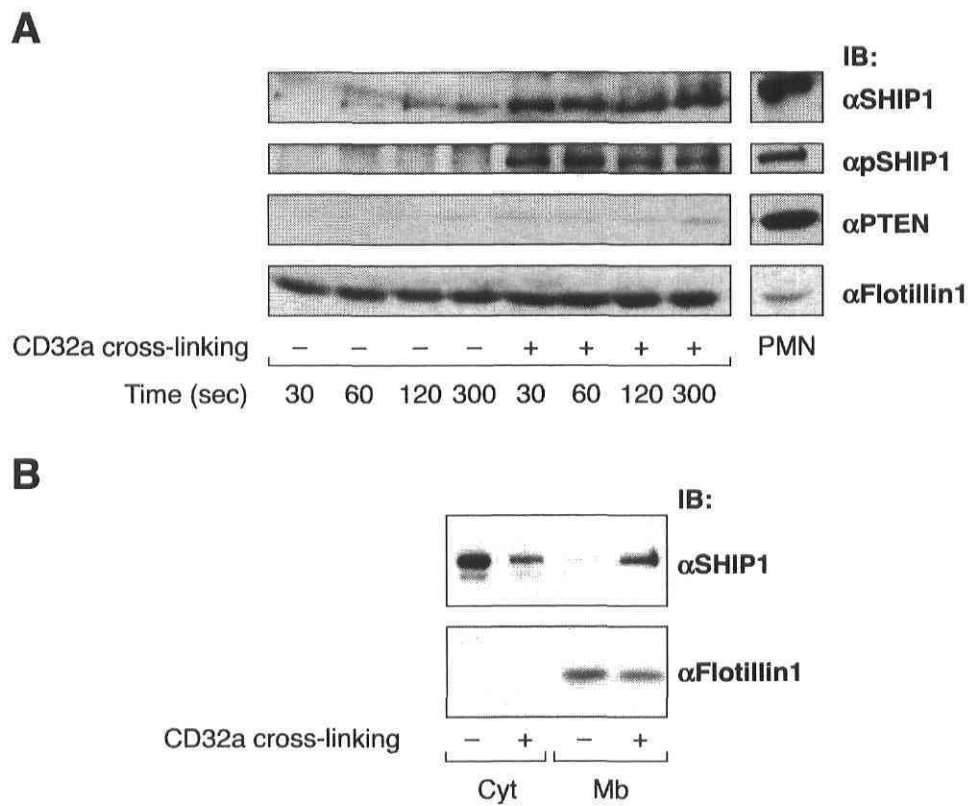 A
IB:
αSHIP1
αpSHIP1
αPTEN
αFlotillin1
CD32a cross-linking − − − − + + + + PMN
Time (sec) 30 60 120 300 30 60 120 300
B
IB:
αSHIP1
αFlotillin1
CD32a cross-linking − + − +
Cyt Mb